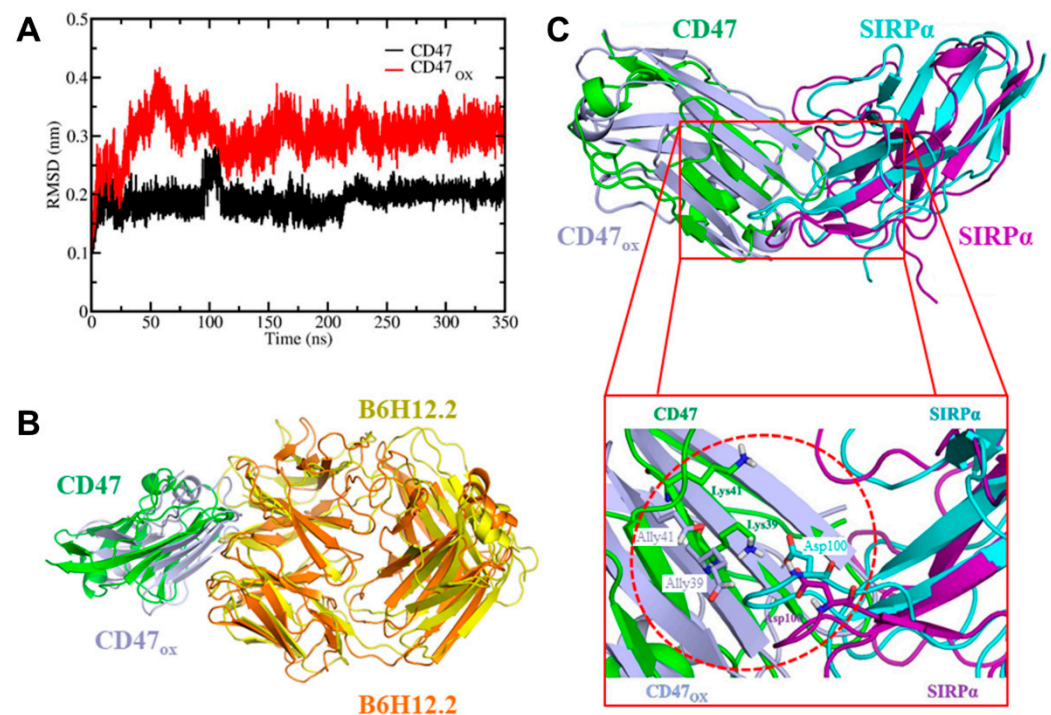 A
0.5
0.4
0.3
0.2
0.1
0
RMSD (nm)
CD47
CD47ox
0 50 100 150 200 250 300 350
Time (ns)
B
B6H12.2
CD47
CD47ox
B6H12.2
C
CD47
SIRPα
CD47ox
SIRPα
CD47
SIRPα
Lys41
Lys39
Ally41
Asp100
Ally39
CD47OX
SIRPα